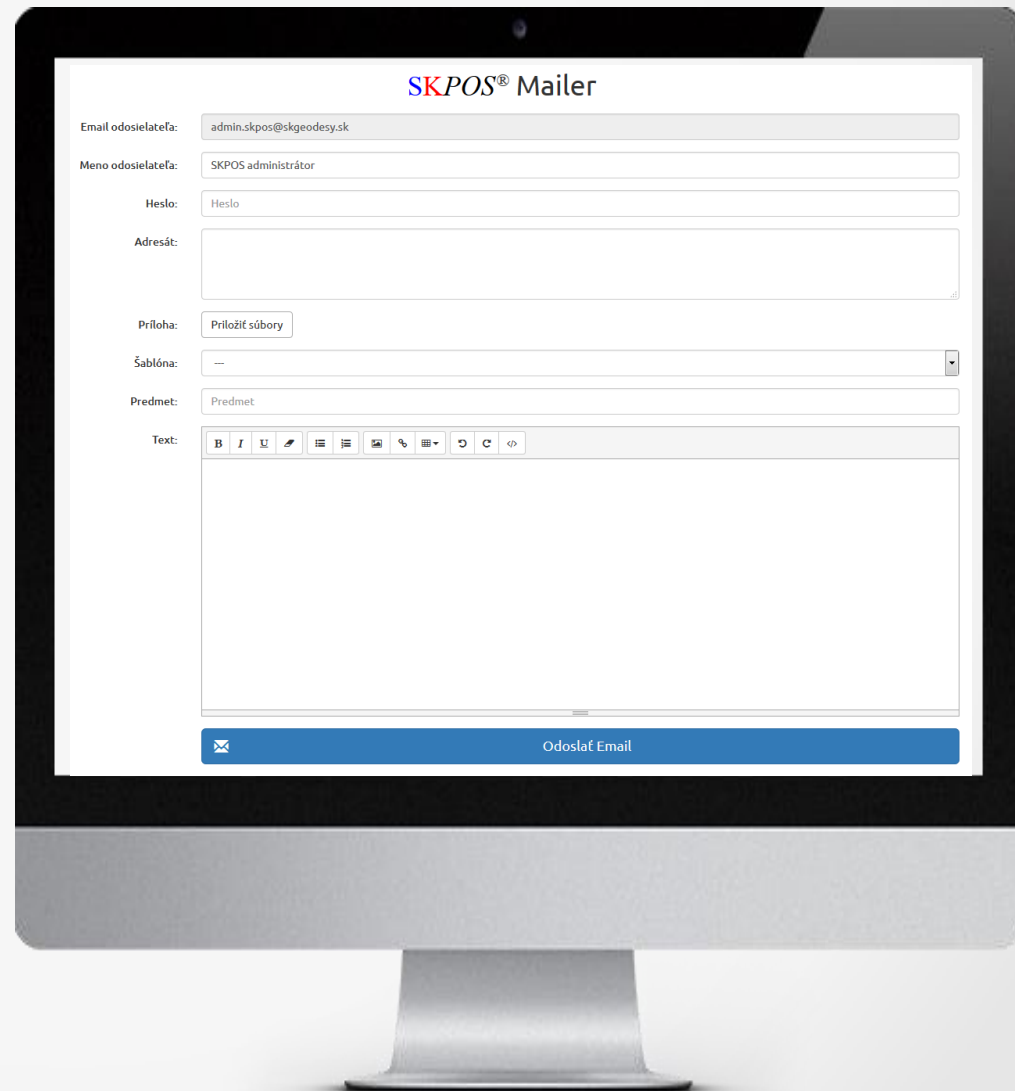 SKPOS® Mailer
Email odosielateľa: admin.skpos@skgeodesy.sk
Meno odosielateľa: SKPOS administrátor
Heslo: Heslo
Adresát:
Príloha: Priložiť súbory
Šablóna: ---
Predmet: Predmet
Text: B I U
Odoslať Email